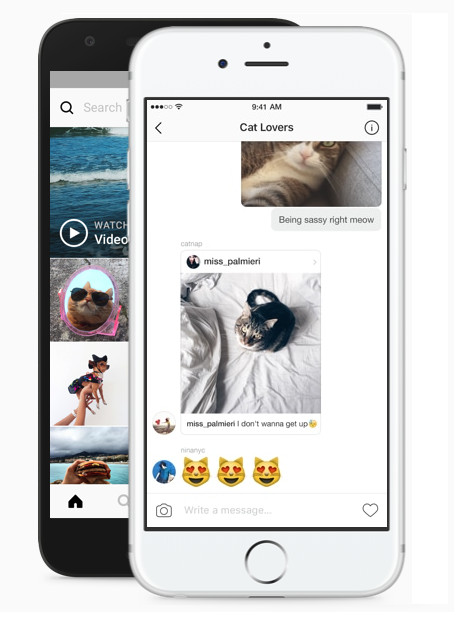 Search
WATCH
Video
9:41 AM
Cat Lovers
Being sassy right meow
catnap
miss_palmieri
miss_palmieri I don't wanna get up😻
ninanyc
😻 😻 😻
Write a message...